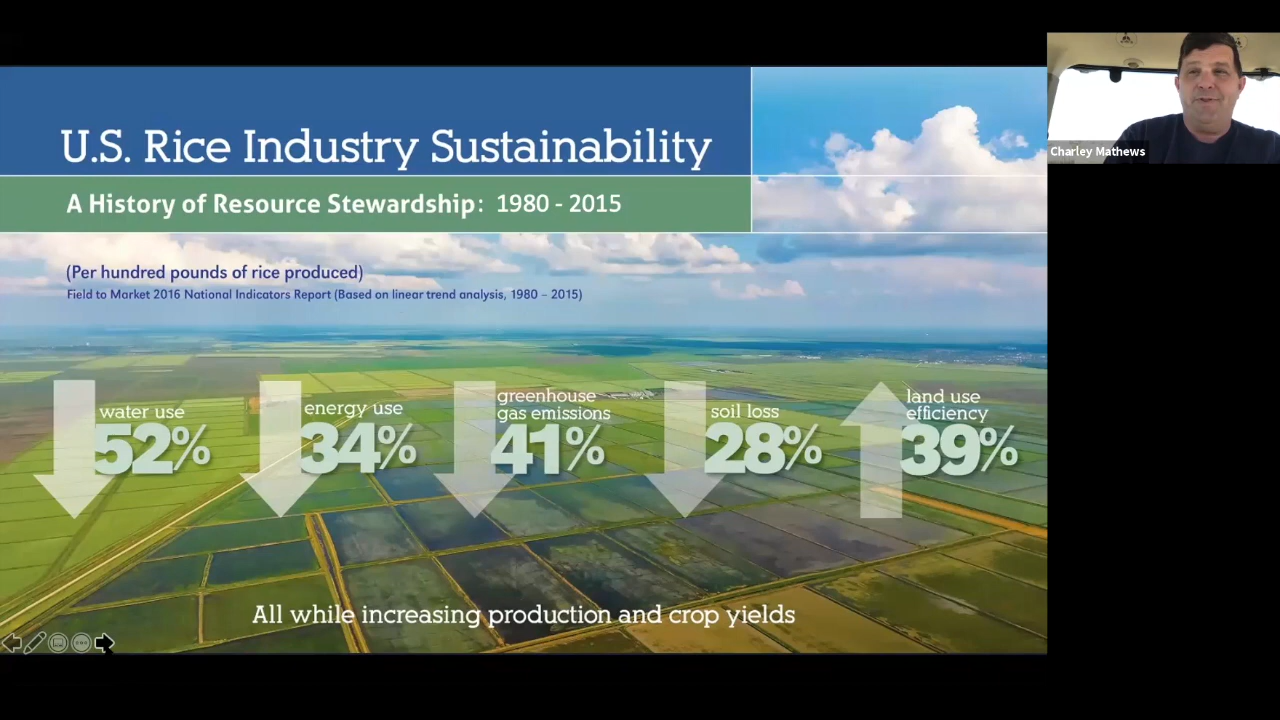 U.S. Rice Industry Sustainability
A History of Resource Stewardship: 1980 - 2015
(Per hundred pounds of rice produced)
Field to Market 2016 National Indicators Report (Based on linear trend analysis, 1980 – 2015)
water use
52%
energy use
34%
greenhouse
gas emissions
41%
soil loss
28%
land use
efficiency
39%
All while increasing production and crop yields
Charley Mathews